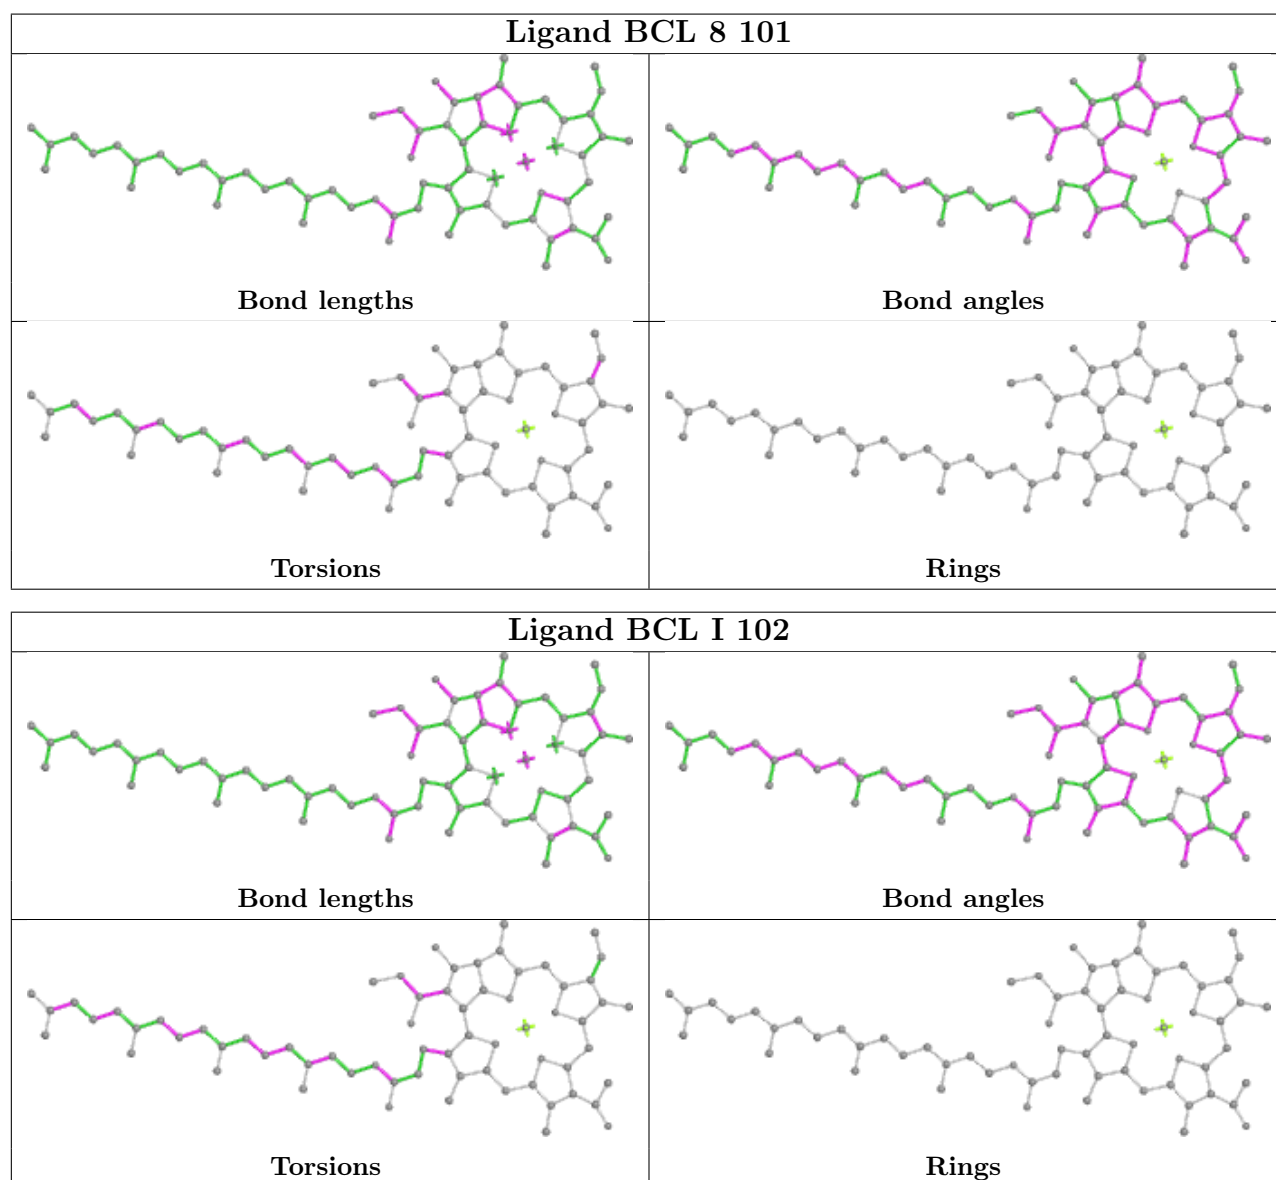 Ligand BCL 8 101
Bond lengths
Bond angles
Torsions
Rings
Ligand BCL I 102
Bond lengths
Bond angles
Torsions
Rings